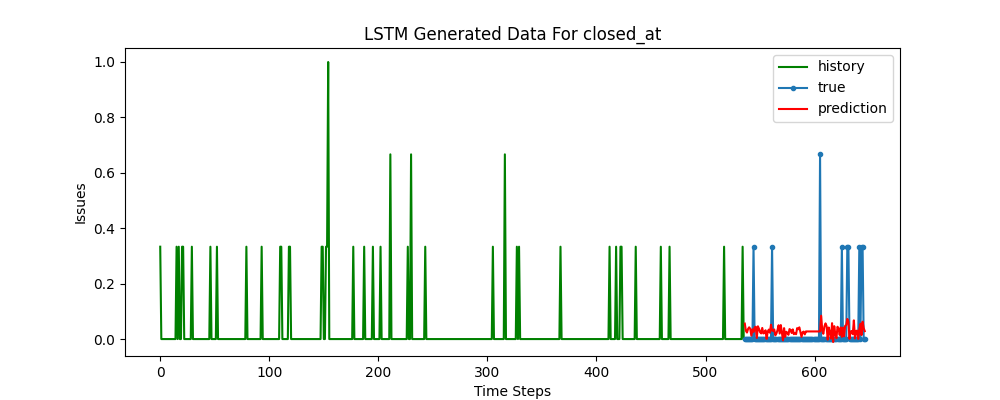 LSTM Generated Data For closed_at
1.0
0.8
0.6
0.4
0.2
0.0
Issues
0 100 200 300 400 500 600
Time Steps
history
true
prediction